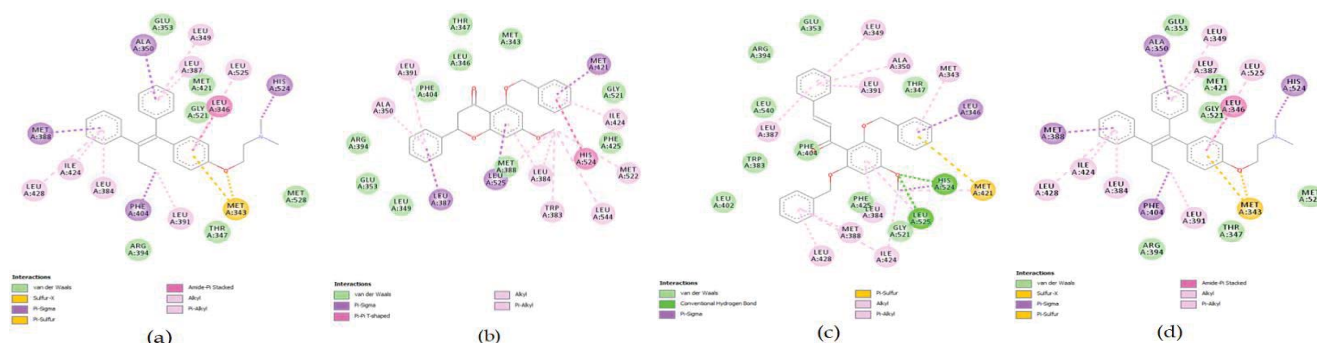 GLU
A:353
ALA
A:350
LEU
A:349
LEU
A:387
LEU
A:525
MET
A:421
HIS
A:524
GLY
A:521
LEU
A:346
MET
A:388
ILE
A:424
LEU
A:428
LEU
A:384
PHE
A:404
LEU
A:391
MET
A:343
THR
A:347
MET
A:528
ARG
A:394
Interactions
van der Waals
Sulfur-X
Pi-Sigma
Pi-Sulfur
Amide-Pi Stacked
Alkyl
Pi-Alkyl
(a)
THR
A:347
MET
A:343
LEU
A:346
LEU
A:391
PHE
A:404
MET
A:421
GLY
A:521
ALA
A:350
ILE
A:424
ARG
A:394
PHE
A:425
GLU
A:353
LEU
A:349
LEU
A:387
MET
A:388
LEU
A:525
LEU
A:384
HIS
A:524
MET
A:522
TRP
A:383
LEU
A:544
Interactions
van der Waals
Pi-Sigma
Pi-Pi T-shaped
Alkyl
Pi-Alkyl
(b)
GLU
A:353
LEU
A:349
ARG
A:394
ALA
A:350
MET
A:343
LEU
A:391
THR
A:347
LEU
A:540
LEU
A:346
LEU
A:387
PHE
A:404
TRP
A:383
HIS
A:524
MET
A:421
LEU
A:402
PHE
A:425
LEU
A:384
LEU
A:525
GLY
A:521
MET
A:388
LEU
A:428
ILE
A:424
Interactions
van der Waals
Conventional Hydrogen Bond
Pi-Sigma
Pi-Sulfur
Alkyl
Pi-Alkyl
(c)
GLU
A:353
ALA
A:350
LEU
A:349
LEU
A:387
LEU
A:525
MET
A:421
HIS
A:524
GLY
A:521
LEU
A:346
MET
A:388
ILE
A:424
LEU
A:428
LEU
A:384
PHE
A:404
LEU
A:391
MET
A:343
THR
A:347
ARG
A:394
Interactions
van der Waals
Sulfur-X
Pi-Sigma
Pi-Sulfur
Amide-Pi Stacked
Alkyl
Pi-Alkyl
(d)